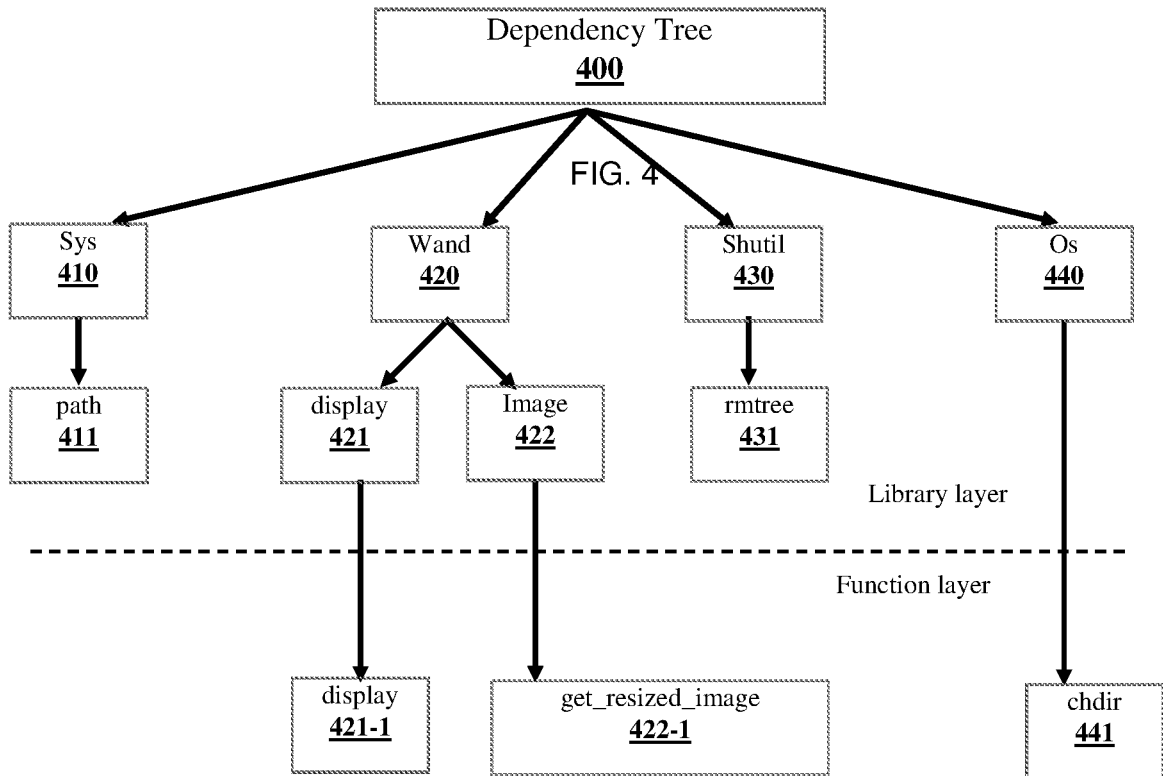 Dependency Tree
400
FIG. 4
Sys
410
Wand
420
Shutil
430
Os
440
path
411
display
421
Image
422
rmtree
431
Library layer
Function layer
display
421-1
get_resized_image
422-1
chdir
441